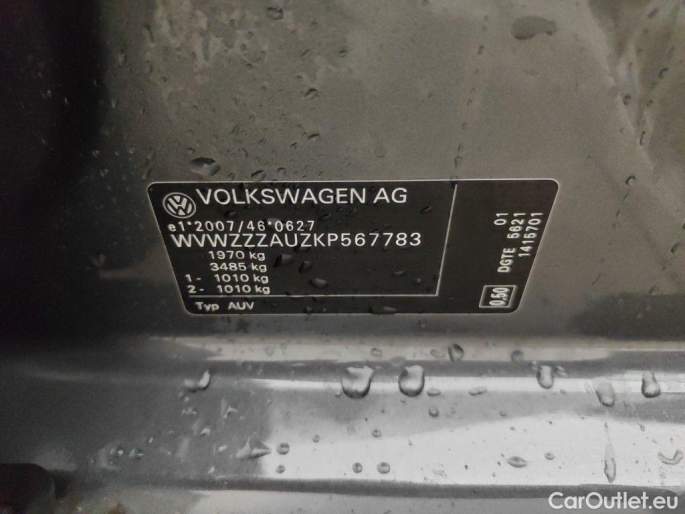 VOLKSWAGEN AG
e1*2007/46*0627
WVWZZZAUZKP567783
1970 kg
3485 kg
1- 1010 kg
2- 1010 kg
Typ AUV
01
DGTE 5621
1415701
0.50
CarOutlet.eu